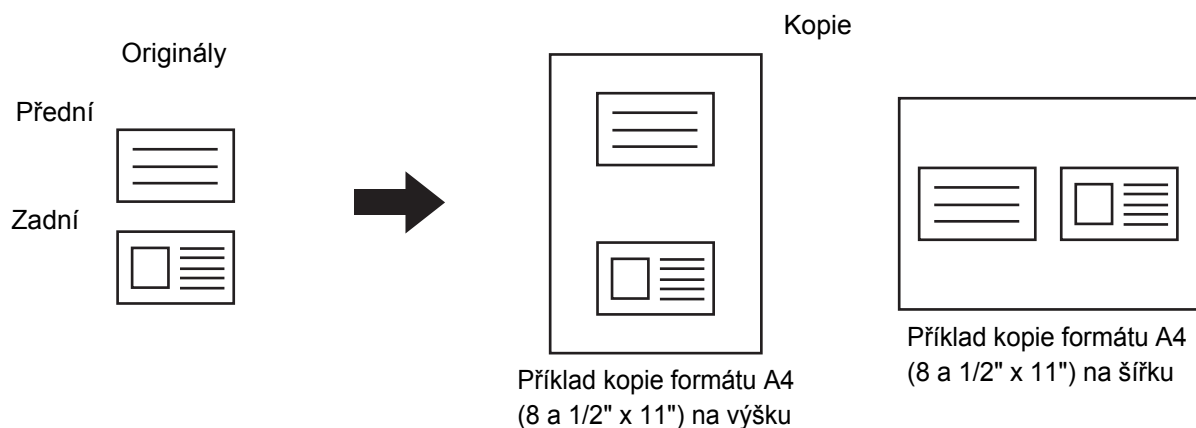 Originály
Kopie
Přední
Zadní
Příklad kopie formátu A4
(8 a 1/2" x 11") na výšku
Příklad kopie formátu A4
(8 a 1/2" x 11") na šířku